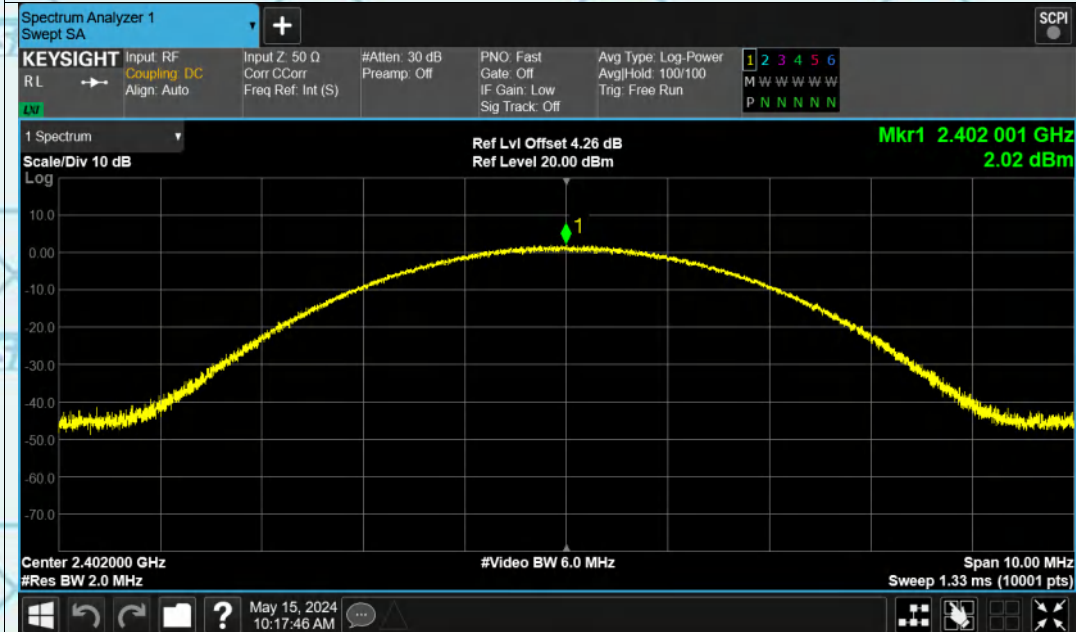 Spectrum Analyzer 1
Swept SA
+
SCPI
KEYSIGHT
RL
LXI
Input: RF
Coupling: DC
Align: Auto
Input Z: 50 Ω
Corr CCorr
Freq Ref: Int (S)
#Atten: 30 dB
Preamp: Off
PNO: Fast
Gate: Off
IF Gain: Low
Sig Track: Off
Avg Type: Log-Power
Avg|Hold: 100/100
Trig: Free Run
1 2 3 4 5 6
M W W W W W
P N N N N N
1 Spectrum
Scale/Div 10 dB
Log
Ref Lvl Offset 4.26 dB
Ref Level 20.00 dBm
Mkr1 2.402 001 GHz
2.02 dBm
10.0
1
0.00
-10.0
-20.0
-30.0
-40.0
-50.0
-60.0
-70.0
Center 2.402000 GHz
#Res BW 2.0 MHz
#Video BW 6.0 MHz
Span 10.00 MHz
Sweep 1.33 ms (10001 pts)
?
May 15, 2024
10:17:46 AM